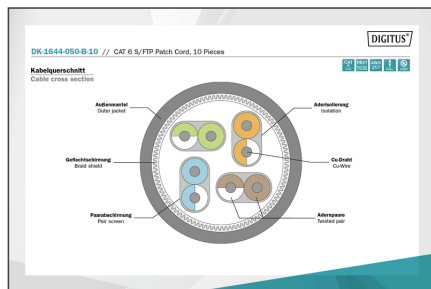 DIGITUS®
DK-1644-050-B-10 // CAT 6 S/FTP Patch Cord, 10 Pieces
Kabelquerschnitt
Cable cross section
Außenmantel
Outer jacket
Aderisolierung
Isolation
Geflechtschirmung
Braid shield
Cu-Draht
Cu-Wire
Paarabschirmung
Pair screen
Adernpaare
Twisted pair